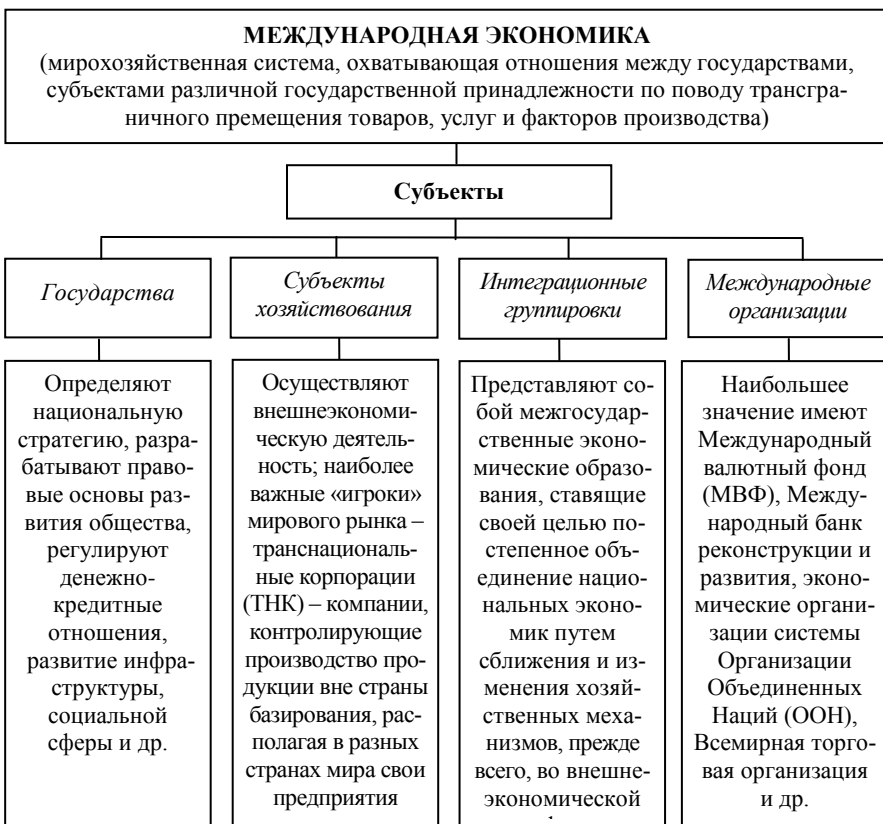 МЕЖДУНАРОДНАЯ ЭКОНОМИКА
(мирохозяйственная система, охватывающая отношения между государствами,
субъектами различной государственной принадлежности по поводу трансгра-
ничного премещения товаров, услуг и факторов производства)
Субъекты
Государства
Субъекты
хозяйствования
Интеграционные
группировки
Международные
организации
Определяют
национальную
стратегию, разра-
батывают право-
вые основы раз-
вития общества,
регулируют
денежно-
кредитные
отношения,
развитие инфра-
структуры,
социальной
сферы и др.
Осуществляют
внешнеэкономи-
ческую деятель-
ность; наиболее
важные «игроки»
мирового рынка –
транснациональ-
ные корпорации
(ТНК) – компании,
контролирующие
производство про-
дукции вне страны
базирования, рас-
полагая в разных
странах мира свои
предприятия
Представляют со-
бой межгосудар-
ственные эконо-
мические образо-
вания, ставящие
своей целью по-
степенное объ-
единение нацио-
нальных эконо-
мик путем
сближения и из-
менения хозяй-
ственных меха-
низмов, прежде
всего, во внешне-
экономической
Наибольшее
значение имеют
Международный
валютный фонд
(МВФ), Между-
народный банк
реконструкции и
развития, эконо-
мические органи-
зации системы
Организации
Объединенных
Наций (ООН),
Всемирная торго-
вая организация
и др.